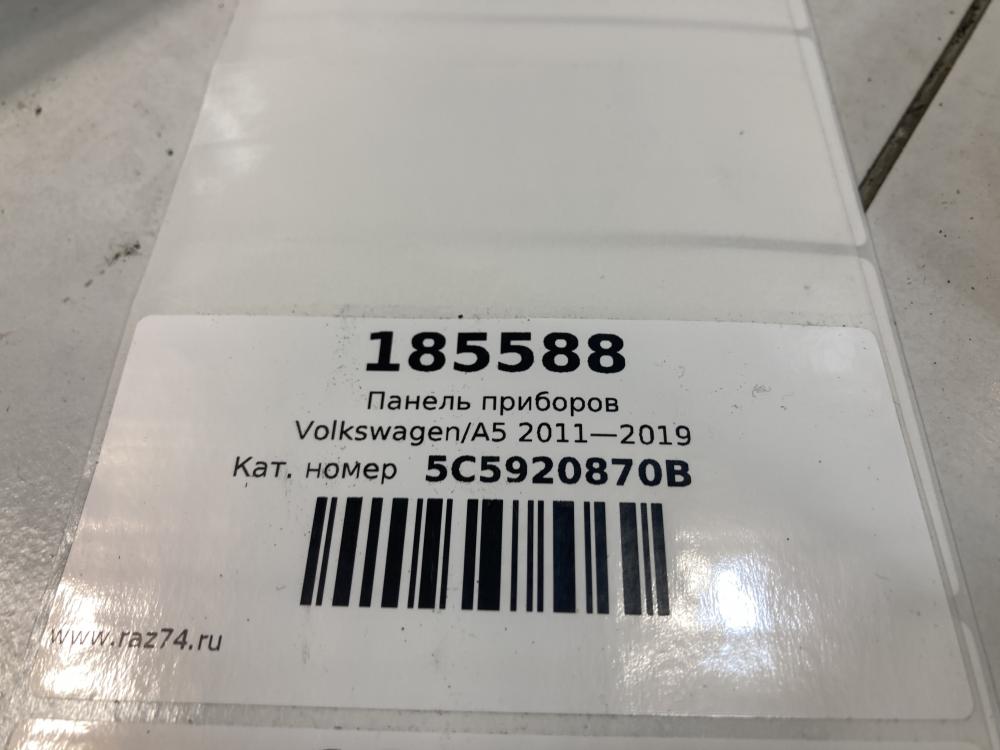 185588
Панель приборов
Volkswagen/A5 2011—2019
Кат. номер 5C5920870B
www.raz74.ru